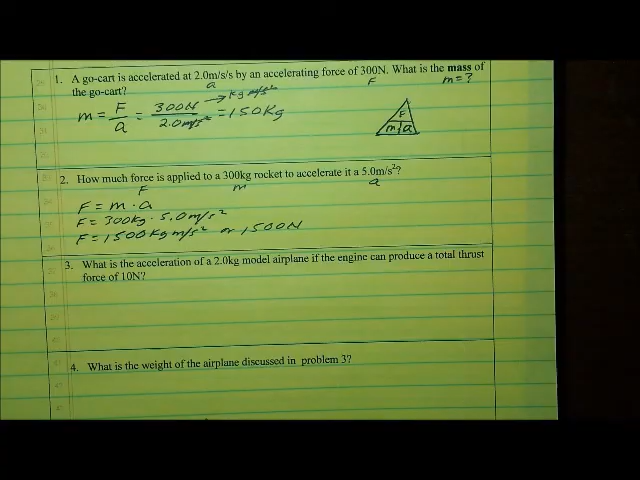 1. A go-cart is accelerated at 2.0m/s/s by an accelerating force of 300N. What is the mass of
a F m=?
the go-cart?
m = F/a = 300N/2.0m/s² → kg m/s² = 150Kg
F
m a
2. How much force is applied to a 300kg rocket to accelerate it a 5.0m/s²?
F m a
F = m · a
F = 300kg · 5.0m/s²
F = 1500 Kg m/s² or 1500N
3. What is the acceleration of a 2.0kg model airplane if the engine can produce a total thrust
force of 10N?
4. What is the weight of the airplane discussed in problem 3?